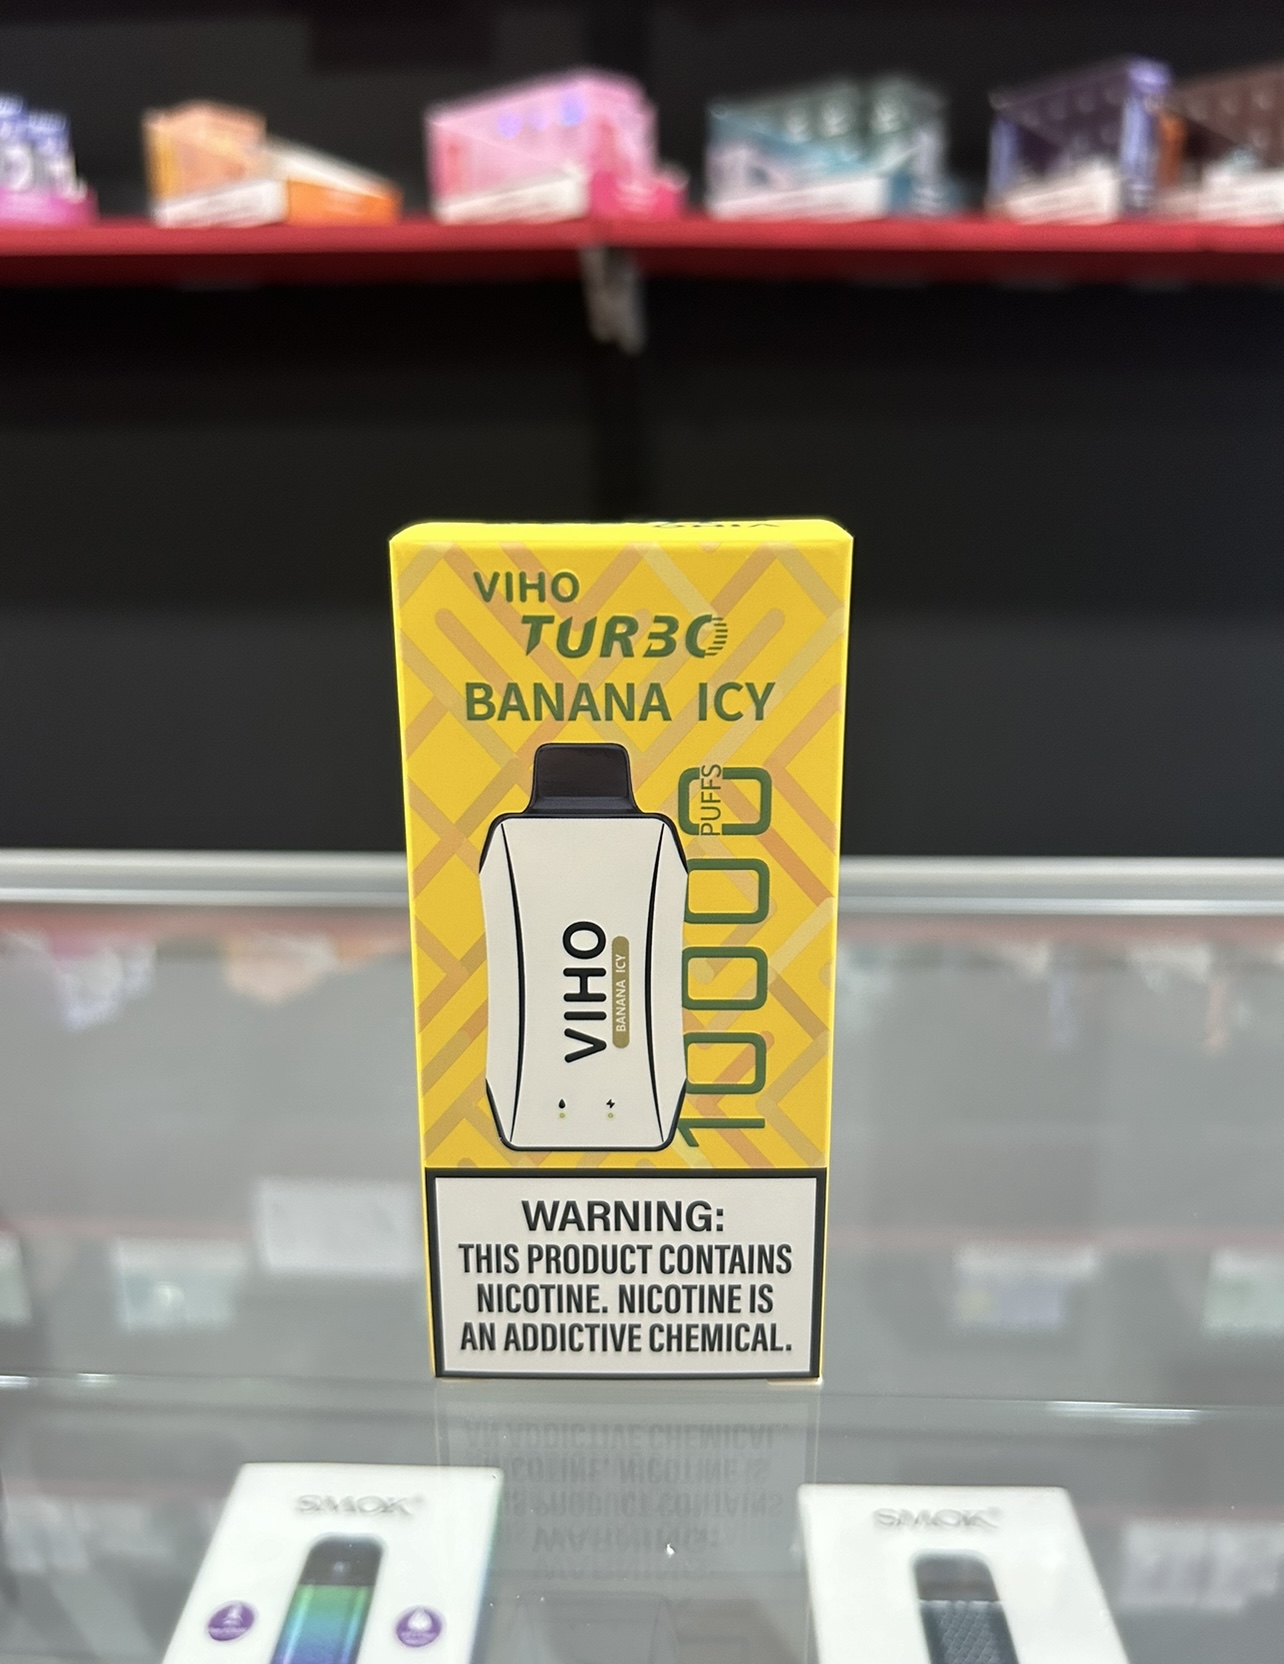 VIHO
TURBO
BANANA ICY
10000
PUFFS
VIHO
BANANA ICY
WARNING:
THIS PRODUCT CONTAINS
NICOTINE. NICOTINE IS
AN ADDICTIVE CHEMICAL.
SMOK
SMOK